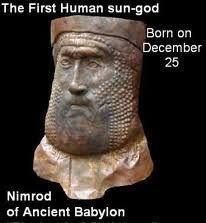 The First Human sun-god
Born on
December
25
Nimrod
of Ancient Babylon